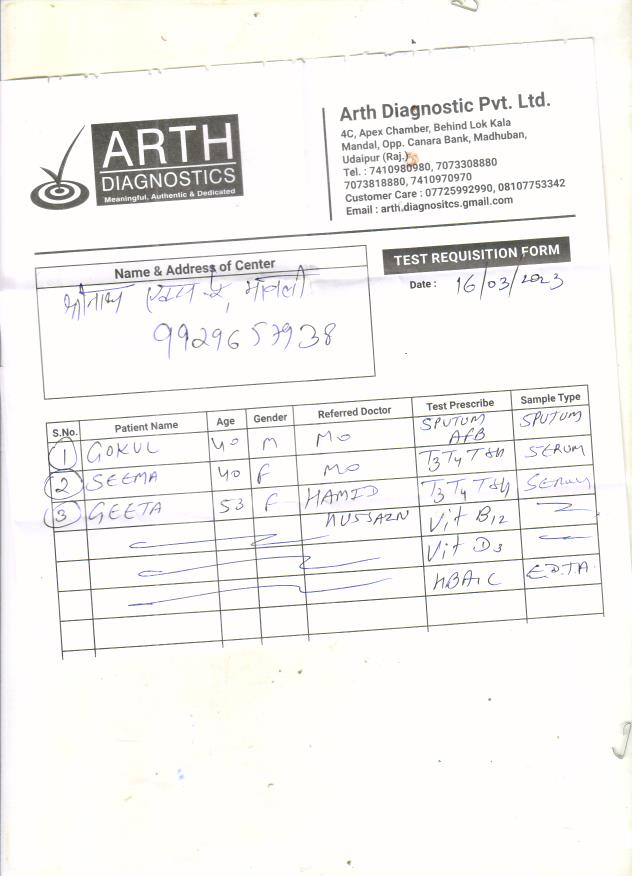 ARTH
DIAGNOSTICS
Meaningful, Authentic & Dedicated
Arth Diagnostic Pvt. Ltd.
4C, Apex Chamber, Behind Lok Kala
Mandal, Opp. Canara Bank, Madhuban,
Udaipur (Raj.)
Tel. : 7410980980, 7073308880
7073818880, 7410970970
Customer Care : 07725992990, 08107753342
Email : arth.diagnositcs.gmail.com
Name & Address of Center
9929657938
TEST REQUISITION FORM
Date : 16/03/2023
S.No. Patient Name Age Gender Referred Doctor Test Prescribe Sample Type
1 GOKUL 40 M MO SPUTUM AFB SPUTUM
2 SEEMA 40 F MO T3 T4 TSH SERUM
3 GEETA 53 F HAMID T3 T4 TSH SERUM
HUSSAIN Vit B12
Vit D3
HBA1C EDTA